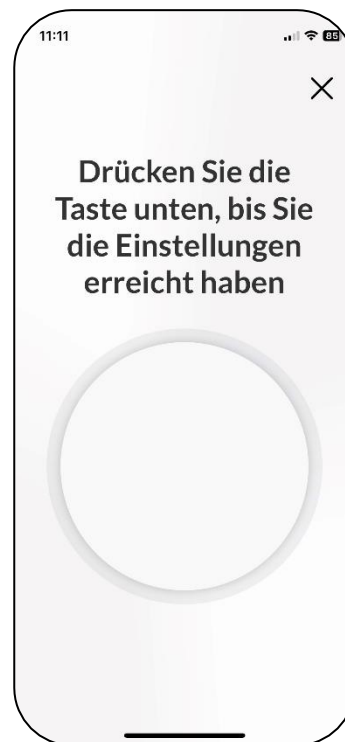 11:11
85
Drücken Sie die
Taste unten, bis Sie
die Einstellungen
erreicht haben